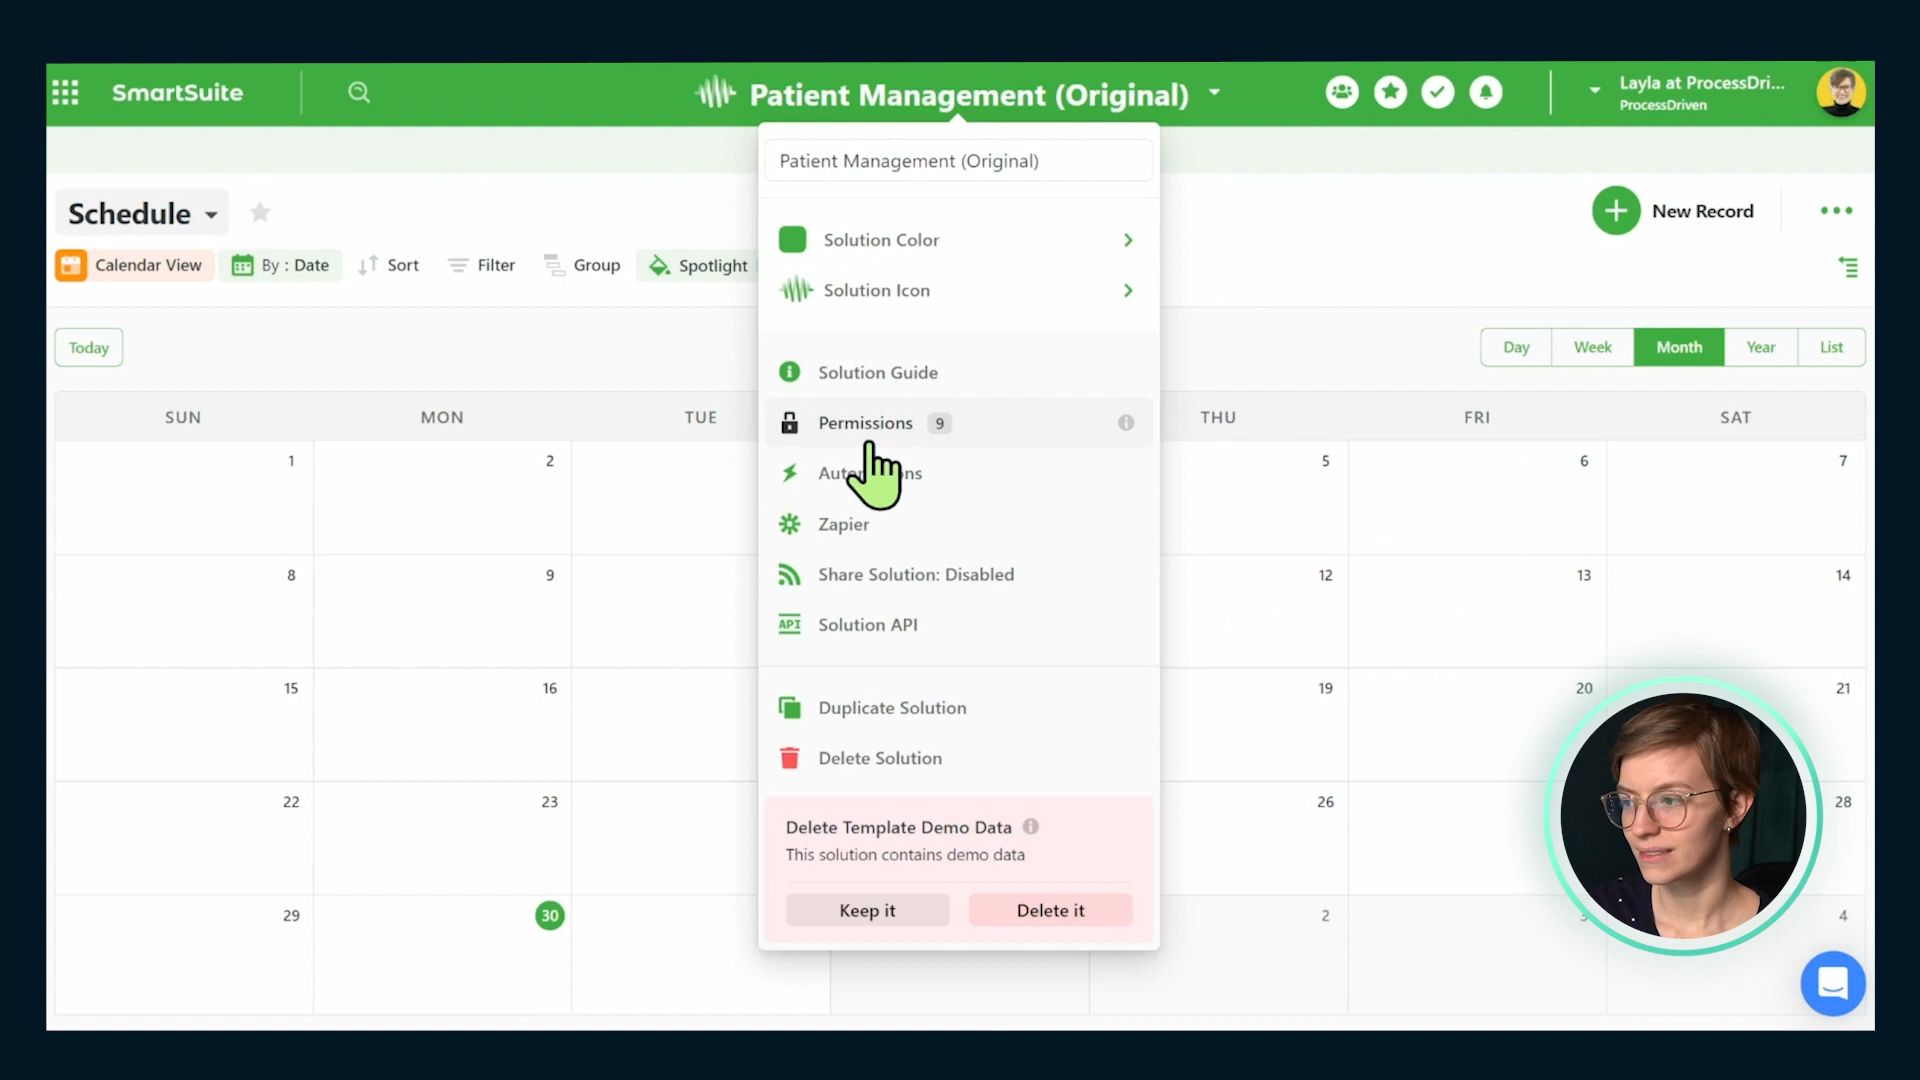 SmartSuite
Patient Management (Original)
Layla at ProcessDri...
ProcessDriven
Patient Management (Original)
Schedule
New Record
Solution Color
Calendar View
By : Date
Sort
Filter
Group
Spotlight
Solution Icon
Today
Day
Week
Month
Year
List
Solution Guide
SUN
MON
TUE
THU
FRI
SAT
Permissions 9
1
2
5
6
7
Zapier
8
9
Share Solution: Disabled
12
13
14
API Solution API
15
16
19
20
21
Duplicate Solution
Delete Solution
22
23
26
28
Delete Template Demo Data
This solution contains demo data
Keep it
Delete it
29
30
2
4